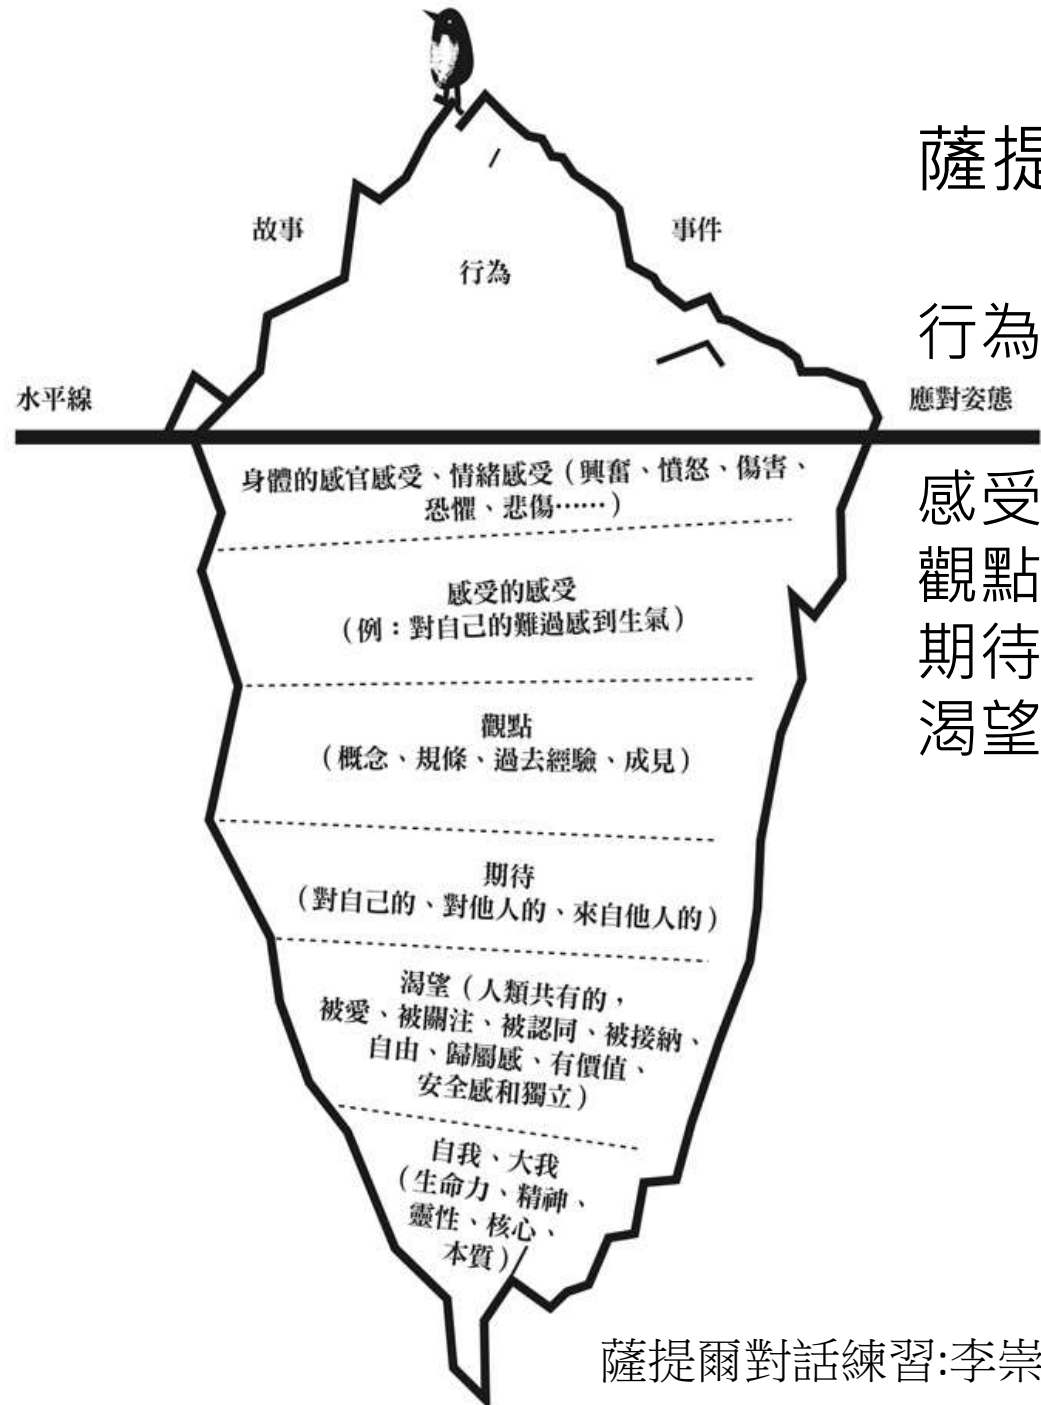 薩提
故事
事件
行為
行為
水平線
應對姿態
身體的感官感受、情緒感受（興奮、憤怒、傷害、
恐懼、悲傷……）
感受的感受
（例：對自己的難過感到生氣）
觀點
（概念、規條、過去經驗、成見）
期待
（對自己的、對他人的、來自他人的）
渴望（人類共有的，
被愛、被關注、被認同、被接納、
自由、歸屬感、有價值、
安全感和獨立）
自我、大我
（生命力、精神、
靈性、核心、
本質）
感受
觀點
期待
渴望
薩提爾對話練習:李崇